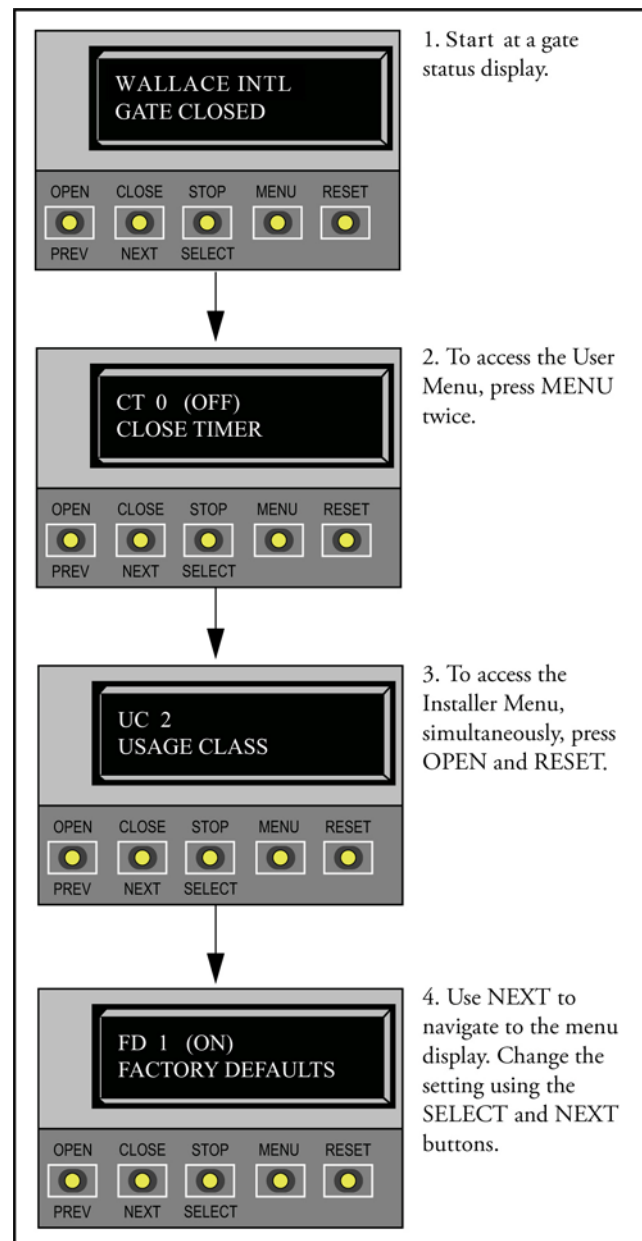 WALLACE INTL
GATE CLOSED
OPEN CLOSE STOP MENU RESET
PREV NEXT SELECT
1. Start at a gate
status display.
CT 0 (OFF)
CLOSE TIMER
OPEN CLOSE STOP MENU RESET
PREV NEXT SELECT
2. To access the User
Menu, press MENU
twice.
UC 2
USAGE CLASS
OPEN CLOSE STOP MENU RESET
PREV NEXT SELECT
3. To access the
Installer Menu,
simultaneously, press
OPEN and RESET.
FD 1 (ON)
FACTORY DEFAULTS
OPEN CLOSE STOP MENU RESET
PREV NEXT SELECT
4. Use NEXT to
navigate to the menu
display. Change the
setting using the
SELECT and NEXT
buttons.